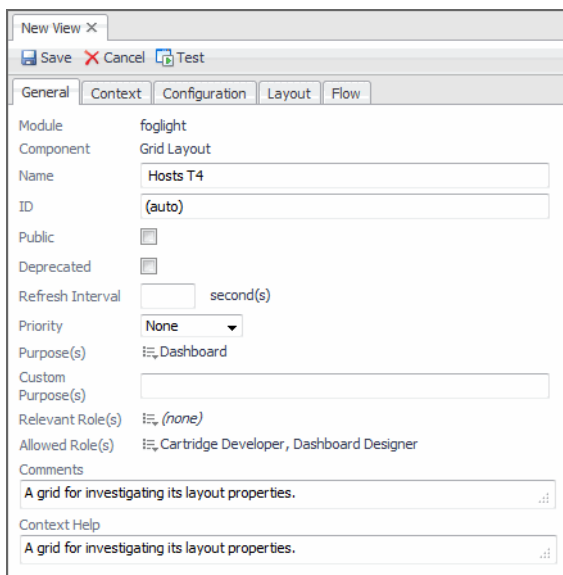 New View
Save Cancel Test
General Context Configuration Layout Flow
Module foglight
Component Grid Layout
Name Hosts T4
ID (auto)
Public
Deprecated
Refresh Interval second(s)
Priority None
Purpose(s) Dashboard
Custom
Purpose(s)
Relevant Role(s) (none)
Allowed Role(s) Cartridge Developer, Dashboard Designer
Comments
A grid for investigating its layout properties.
Context Help
A grid for investigating its layout properties.